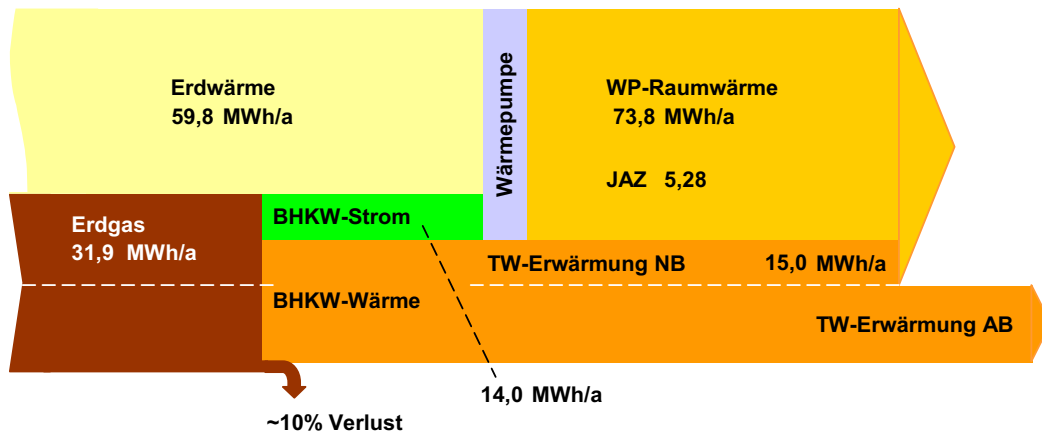 Erdwärme
59,8 MWh/a
Wärmepumpe
WP-Raumwärme
73,8 MWh/a
JAZ 5,28
Erdgas
31,9 MWh/a
BHKW-Strom
TW-Erwärmung NB 15,0 MWh/a
BHKW-Wärme
TW-Erwärmung AB
14,0 MWh/a
~10% Verlust